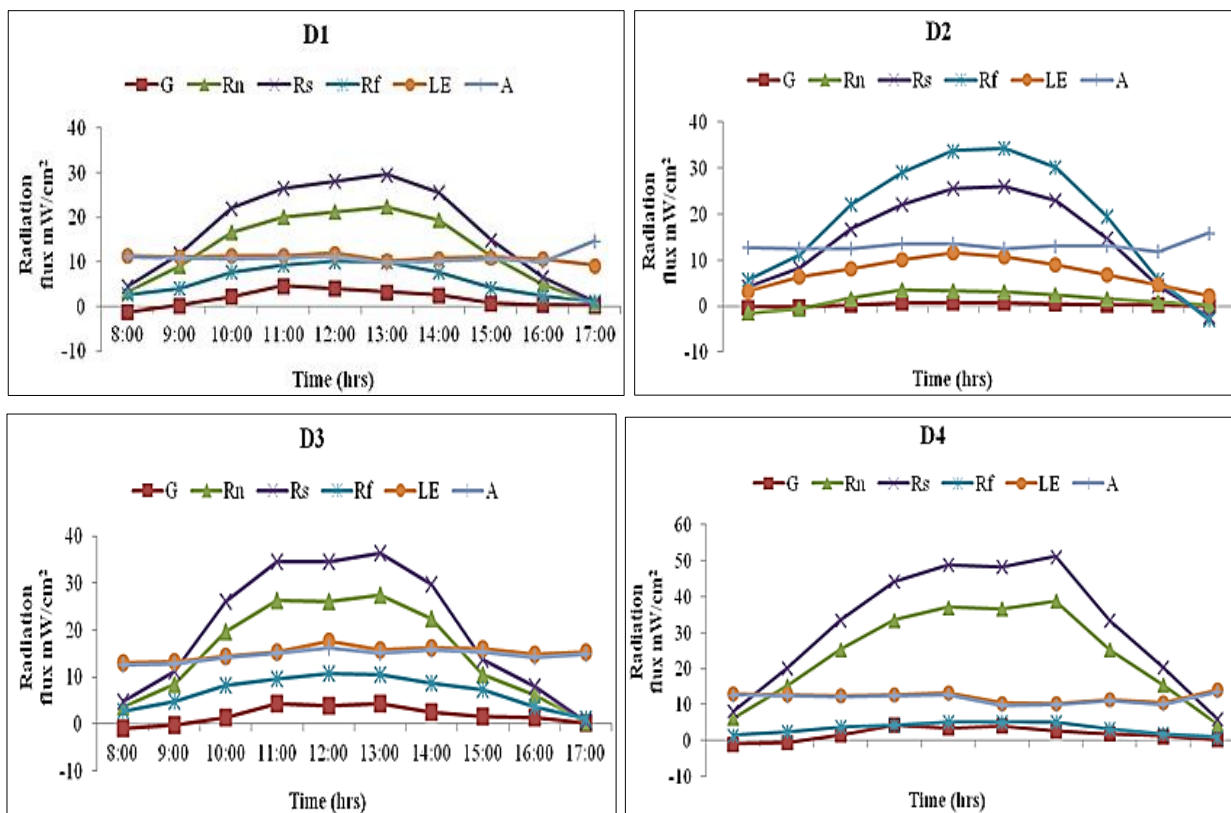 D1
G Rn Rs Rf LE A
Radiation
flux mW/cm²
40
30
20
10
0
-10
8:00 9:00 10:00 11:00 12:00 13:00 14:00 15:00 16:00 17:00
Time (hrs)
D2
G Rn Rs Rf LE A
Radiation
flux mW/cm²
40
30
20
10
0
-10
Time (hrs)
D3
G Rn Rs Rf LE A
Radiation
flux mW/cm²
40
30
20
10
0
-10
8:00 9:00 10:00 11:00 12:00 13:00 14:00 15:00 16:00 17:00
Time (hrs)
D4
G Rn Rs Rf LE A
Radiation
flux mW/cm²
60
50
40
30
20
10
0
-10
Time (hrs)